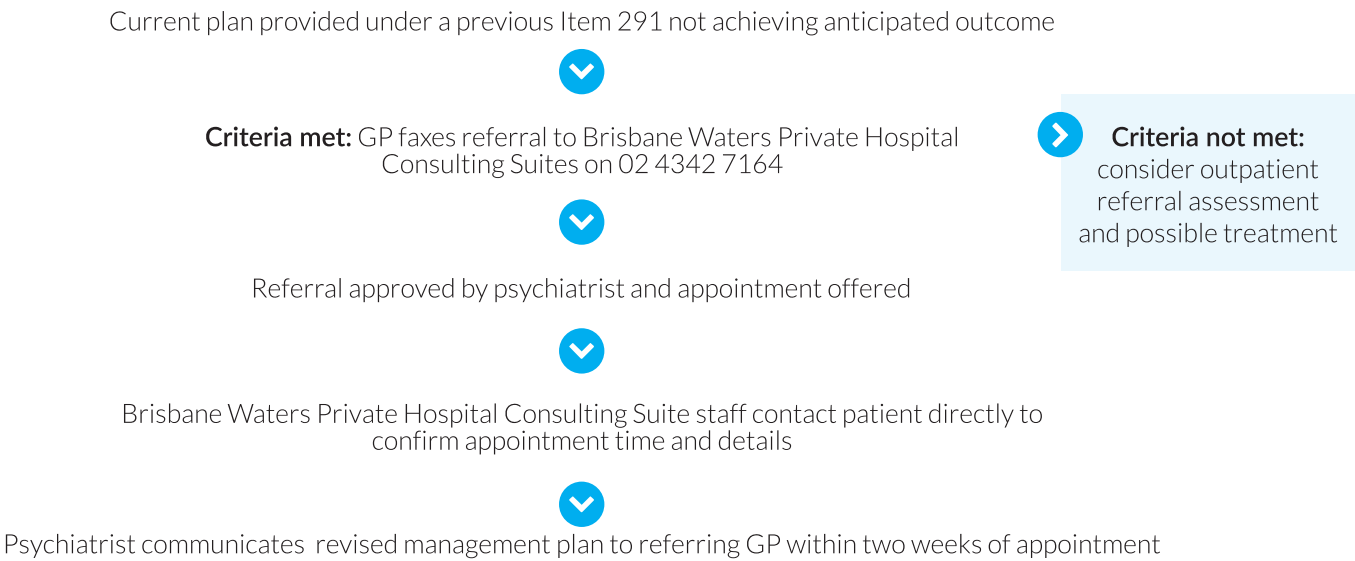 Current plan provided under a previous Item 291 not achieving anticipated outcome
Criteria met: GP faxes referral to Brisbane Waters Private Hospital
Consulting Suites on 02 4342 7164
Criteria not met:
consider outpatient
referral assessment
and possible treatment
Referral approved by psychiatrist and appointment offered
Brisbane Waters Private Hospital Consulting Suite staff contact patient directly to
confirm appointment time and details
Psychiatrist communicates revised management plan to referring GP within two weeks of appointment